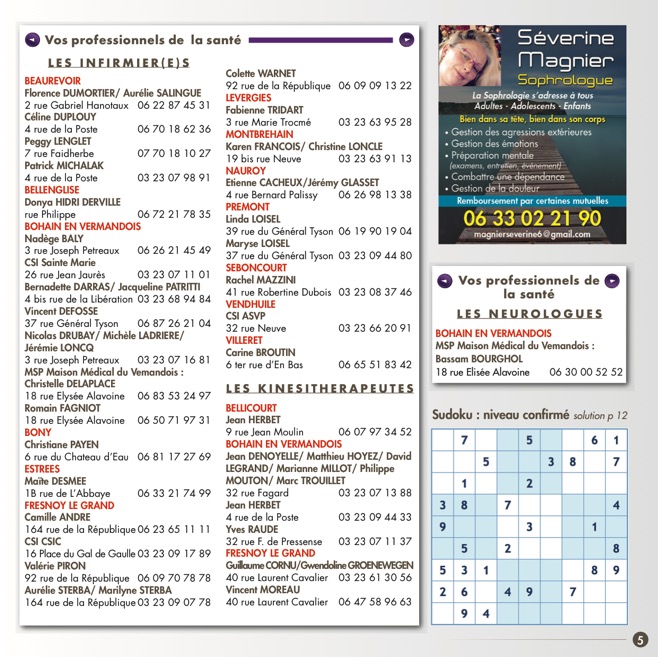 Vos professionnels de la santé
LES INFIRMIER(E)S
BEAUREVOIR
Florence DUMORTIER/ Aurélie SALINGUE
2 rue Gabriel Hanotaux 06 22 87 45 31
Céline DUPLOUY
4 rue de la Poste 06 70 18 62 36
Peggy LENGLET
7 rue Faidherbe 07 70 18 10 27
Patrick MICHALAK
4 rue de la Poste 03 23 07 98 91
BELLENGLISE
Donya HIDRI DERVILLE
rue Philippe 06 72 21 78 35
BOHAIN EN VERMANDOIS
Nadège BALY
3 rue Joseph Petreaux 06 26 21 45 49
CSI Sainte Marie
26 rue Jean Jaurès 03 23 07 11 01
Bernadette DARRAS/ Jacqueline PATRITTI
4 bis rue de la Libération 03 23 68 94 84
Vincent DEFOSSE
37 rue Général Tyson 06 87 26 21 04
Nicolas DRUBAY/ Michèle LADRIERE/
Jérémie LONCQ
3 rue Joseph Petreaux 03 23 07 16 81
MSP Maison Médical du Vemandois :
Christelle DELAPLACE
18 rue Elysée Alavoine 06 83 53 24 97
Romain FAGNIOT
18 rue Elysée Alavoine 06 50 71 97 31
BONY
Christiane PAYEN
6 rue du Chateau d'Eau 06 81 17 27 69
ESTREES
Maïte DESMEE
1B rue de L'Abbaye 06 33 21 74 99
FRESNOY LE GRAND
Camille ANDRE
164 rue de la République 06 23 65 11 11
CSI CSIC
16 Place du Gal de Gaulle 03 23 09 17 89
Valérie PIRON
92 rue de la République 06 09 70 78 78
Aurélie STERBA/ Marilyne STERBA
164 rue de la République 03 23 09 07 78
Colette WARNET
92 rue de la République 06 09 09 13 22
LEVERGIES
Fabienne TRIDART
3 rue Marie Trocmé 03 23 63 95 28
MONTBREHAIN
Karen FRANCOIS/ Christine LONCLE
19 bis rue Neuve 03 23 63 91 13
NAUROY
Etienne CACHEUX/Jérémy GLASSET
4 rue Bernard Palissy 06 26 98 13 38
PREMONT
Linda LOISEL
39 rue du Général Tyson 06 19 90 19 04
Maryse LOISEL
37 rue du Général Tyson 03 23 09 44 80
SEBONCOURT
Rachel MAZZINI
41 rue Robertine Dubois 03 23 08 37 46
VENDHUILE
CSI ASVP
32 rue Neuve 03 23 66 20 91
VILLERET
Carine BROUTIN
6 ter rue d'En Bas 06 65 51 83 42
LES KINESITHERAPEUTES
BELLICOURT
Jean HERBET
9 rue Jean Moulin 06 07 97 34 52
BOHAIN EN VERMANDOIS
Jean DENOYELLE/ Matthieu HOYEZ/ David
LEGRAND/ Marianne MILLOT/ Philippe
MOUTON/ Marc TROUILLET
32 rue Fagard 03 23 07 13 88
Jean HERBET
4 rue de la Poste 03 23 09 44 33
Yves RAUDE
32 rue F. de Pressense 03 23 07 11 37
FRESNOY LE GRAND
Guillaume CORNU/Gwendoline GROENEWEGEN
40 rue Laurent Cavalier 03 23 61 30 56
Vincent MOREAU
40 rue Laurent Cavalier 06 47 58 96 63
Séverine
Magnier
Sophrologue
La Sophrologie s'adresse à tous
Adultes - Adolescents - Enfants
Bien dans sa tête, bien dans son corps
• Gestion des agressions extérieures
• Gestion des émotions
• Préparation mentale
(examens, entretien, événement)
• Combattre une dépendance
• Gestion de la douleur
Remboursement par certaines mutuelles
06 33 02 21 90
magnierseverine6@gmail.com
Vos professionnels de
la santé
LES NEUROLOGUES
BOHAIN EN VERMANDOIS
MSP Maison Médical du Vermandois :
Bassam BOURGHOL
18 rue Elisée Alavoine 06 30 00 52 52
Sudoku : niveau confirmé solution p 12
7 5 6 1
5 3 8 7
1 2
3 8 7 4
9 3 1
5 2 8
5 3 1 8 9
2 6 4 9 7
9 4
5